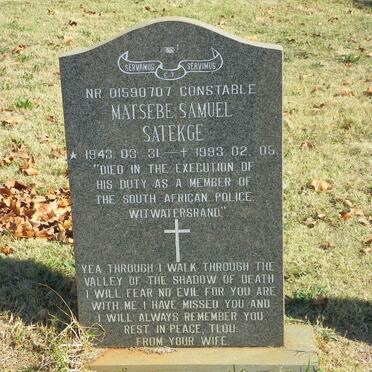 SERVAMUS ET SERVIMUS
NR 01590707 CONSTABLE
MATSEBE SAMUEL
SATEKGE
* 1943. 03. 31 — + 1993. 02. 05
"DIED IN THE EXECUTION OF
HIS DUTY AS A MEMBER OF
THE SOUTH AFRICAN POLICE
WITWATERSRAND"
YEA THROUGH I WALK THROUGH THE
VALLEY OF THE SHADOW OF DEATH
I WILL FEAR NO EVIL FOR YOU ARE
WITH ME I HAVE MISSED YOU AND
I WILL ALWAYS REMEMBER YOU
REST IN PEACE, TLOU.
FROM YOUR WIFE